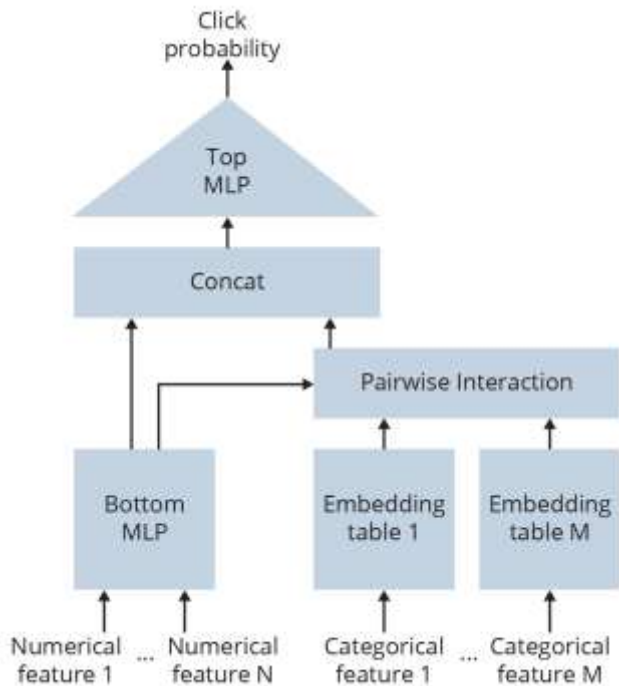 Click
probability
Top
MLP
Concat
Pairwise Interaction
Bottom
MLP
Embedding
table 1
Embedding
table M
Numerical
feature 1
...
Numerical
feature N
Categorical
feature 1
...
Categorical
feature M